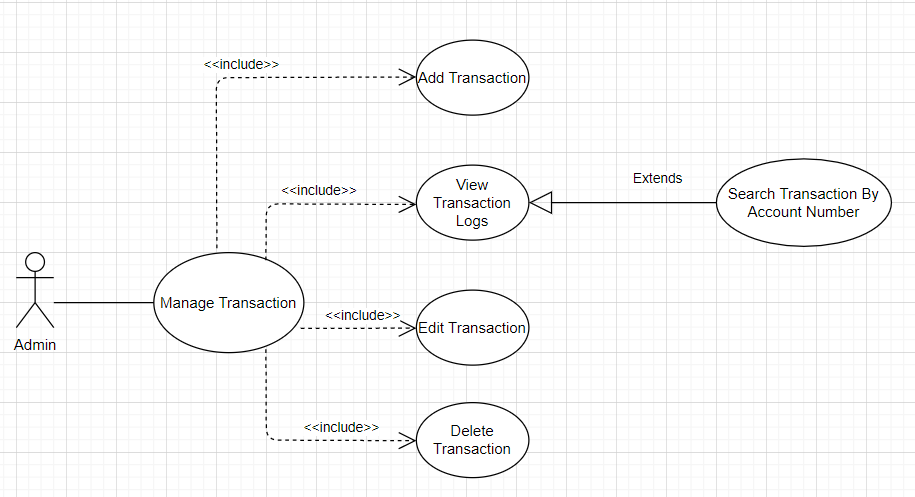 <<include>>
Add Transaction
<<include>>
View
Transaction
Logs
Extends
Search Transaction By
Account Number
Manage Transaction
<<include>>
Edit Transaction
Admin
<<include>>
Delete
Transaction